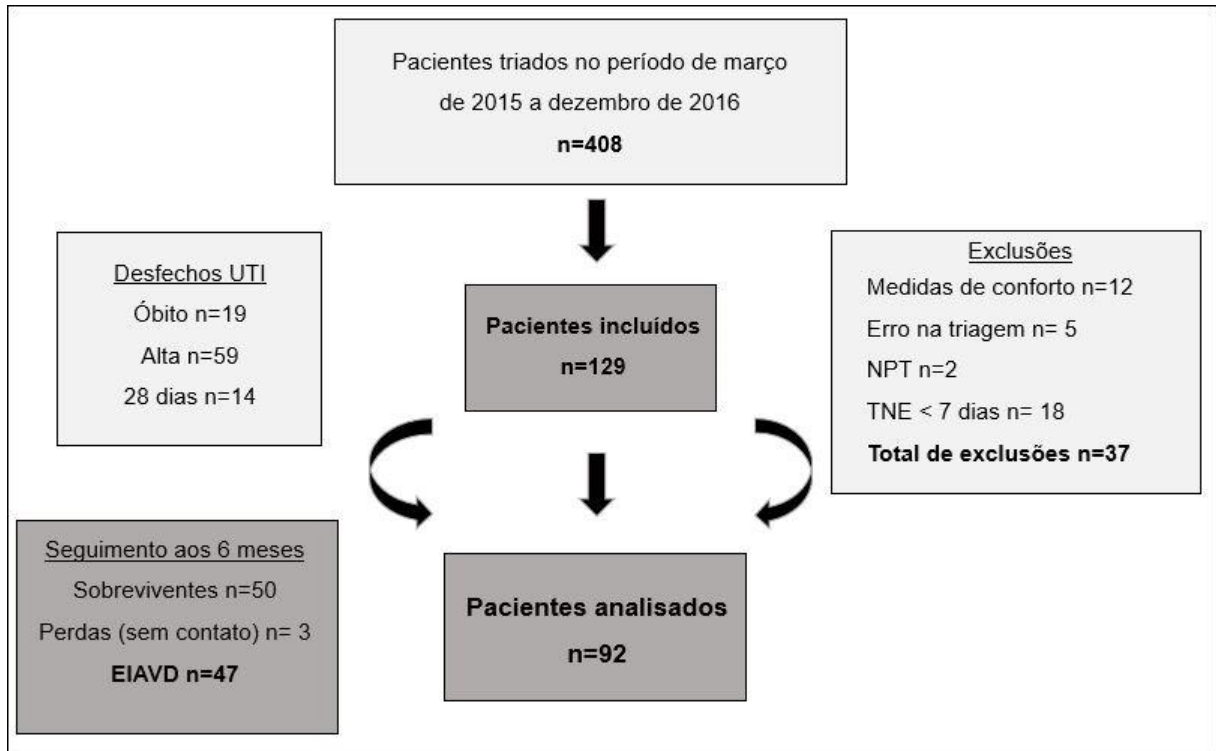 Pacientes triados no período de março
de 2015 a dezembro de 2016
n=408
Desfechos UTI
Óbito n=19
Alta n=59
28 dias n=14
Pacientes incluídos
n=129
Exclusões
Medidas de conforto n=12
Erro na triagem n= 5
NPT n=2
TNE < 7 dias n= 18
Total de exclusões n=37
Seguimento aos 6 meses
Sobreviventes n=50
Perdas (sem contato) n= 3
EIAVD n=47
Pacientes analisados
n=92